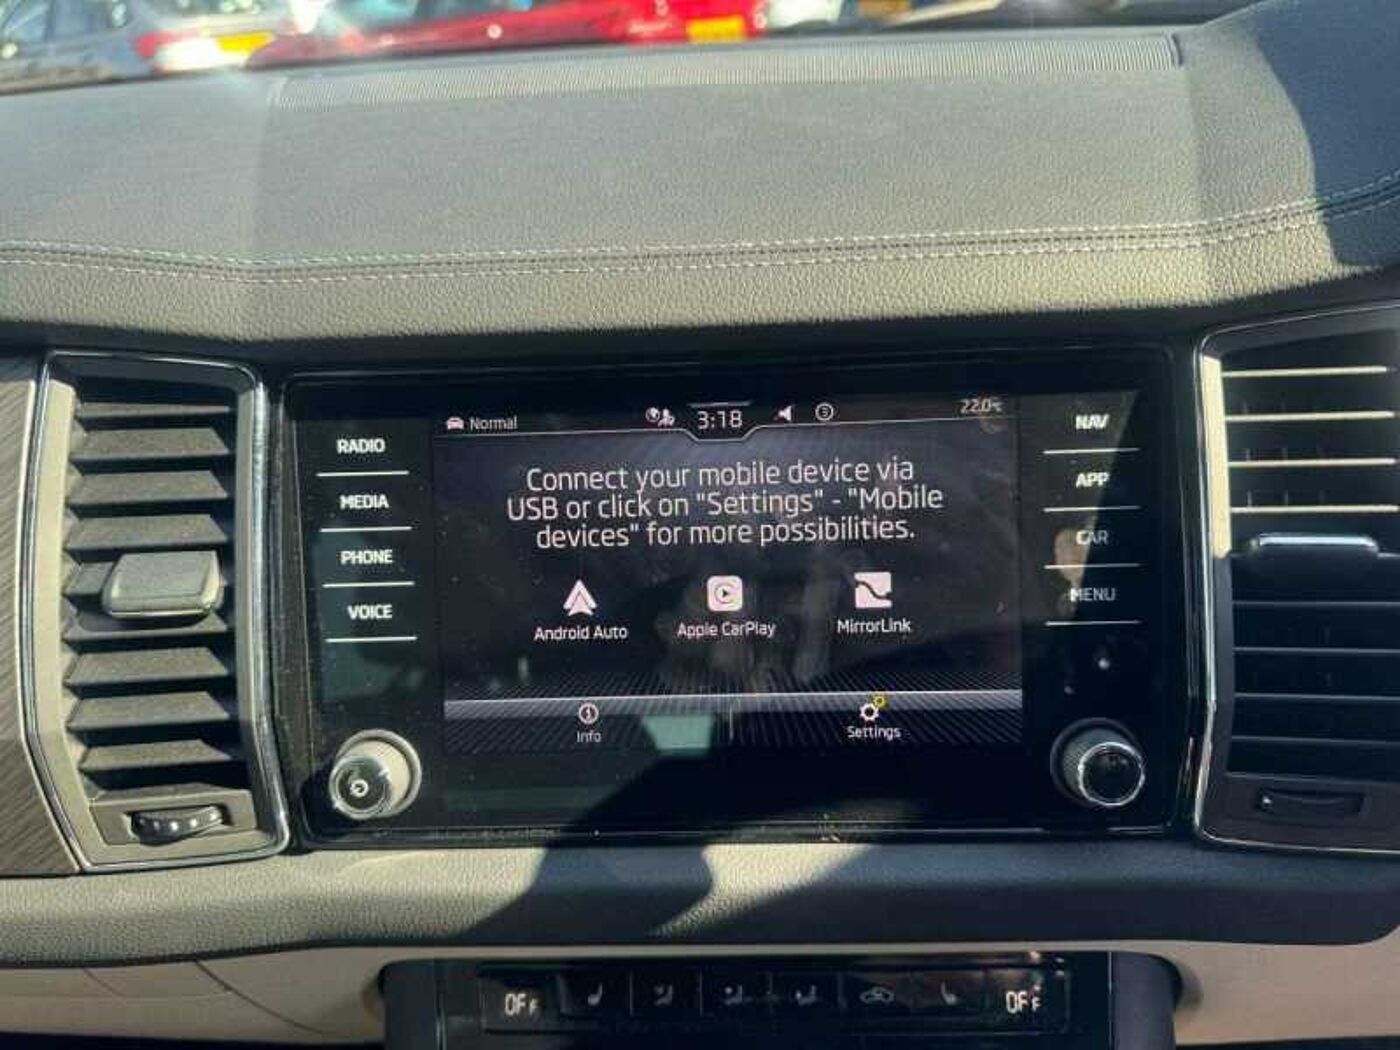 Normal
3:18
22.0°C
RADIO
MEDIA
PHONE
VOICE
Connect your mobile device via
USB or click on "Settings" - "Mobile
devices" for more possibilities.
Android Auto
Apple CarPlay
MirrorLink
Info
Settings
NAV
APP
CAR
MENU
OFF
OFF